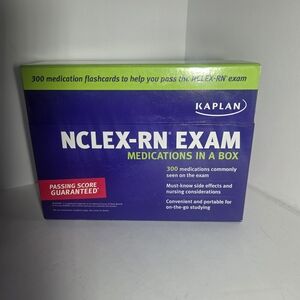 300 medication flashcards to help you pass the NCLEX-RN® exam
KAPLAN
NCLEX-RN® EXAM
MEDICATIONS IN A BOX
300 medications commonly
seen on the exam
PASSING SCORE
GUARANTEED*
Must-know side effects and
nursing considerations
Convenient and portable for
on-the-go studying